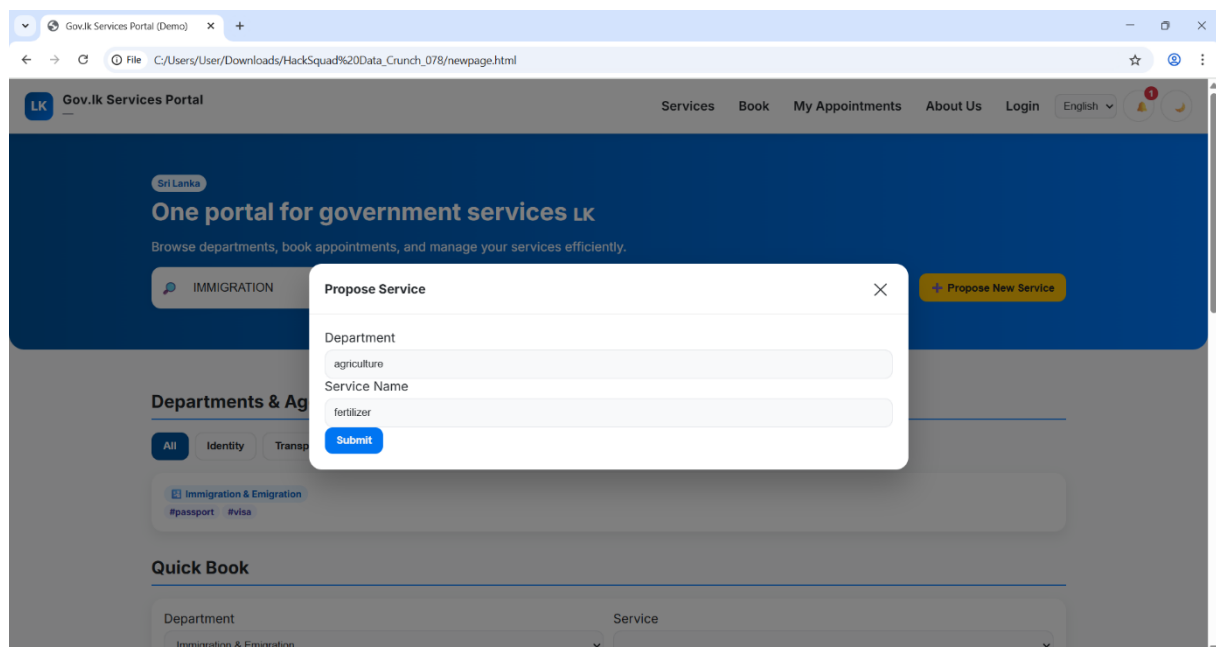 Gov.lk Services Portal (Demo)
File C:/Users/User/Downloads/HackSquad%20Data_Crunch_078/newpage.html
LK Gov.lk Services Portal
Services Book My Appointments About Us Login English 1
Sri Lanka
One portal for government services LK
Browse departments, book appointments, and manage your services efficiently.
IMMIGRATION
+ Propose New Service
Propose Service
Department
agriculture
Service Name
fertilizer
Submit
Departments & Ag
All Identity Transp
Immigration & Emigration
#passport #visa
Quick Book
Department Service
Immigration & Emigration